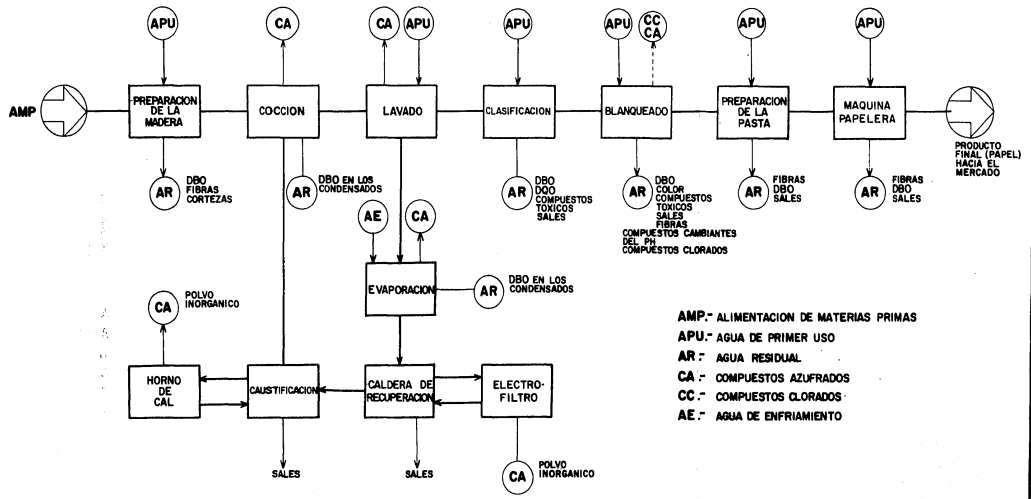 APU
CA
CA
APU
APU
APU
CC
CA
APU
APU
AMP
PREPARACION
DE LA
MADERA
COCCION
LAVADO
CLASIFICACION
BLANQUEADO
PREPARACION
DE LA
PASTA
MAQUINA
PAPELERA
PRODUCTO
FINAL (PAPEL)
HACIA EL
MERCADO
AR
DBO
FIBRAS
CORTEZAS
AR
DBO EN LOS
CONDENSADOS
AR
DBO
DQO
COMPUESTOS
TOXICOS
SALES
AR
DBO
COLOR
COMPUESTOS
TOXICOS
SALES
FIBRAS
COMPUESTOS CAMBIANTES
DEL PH
COMPUESTOS CLORADOS
AR
FIBRAS
DBO
SALES
AR
FIBRAS
DBO
SALES
AE
CA
EVAPORACION
AR
DBO EN LOS
CONDENSADOS
CA
POLVO
INORGANICO
HORNO
DE
CAL
CAUSTIFICACION
CALDERA DE
RECUPERACION
ELECTRO-
FILTRO
SALES
SALES
CA
POLVO
INORGANICO
AMP.- ALIMENTACION DE MATERIAS PRIMAS
APU.- AGUA DE PRIMER USO
AR.- AGUA RESIDUAL
CA.- COMPUESTOS AZUFRADOS
CC.- COMPUESTOS CLORADOS
AE.- AGUA DE ENFRIAMIENTO